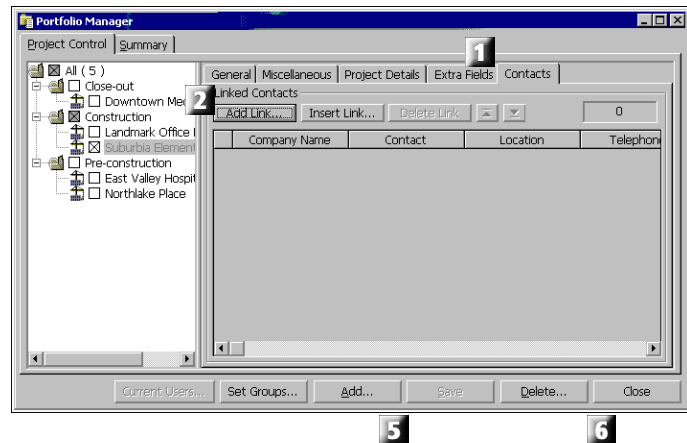 Portfolio Manager
Project Control Summary
1
All ( 5 )
Close-out
Downtown Med
Construction
Landmark Office
Suburbia Element
Pre-construction
East Valley Hospit
Northlake Place
General Miscellaneous Project Details Extra Fields Contacts
Linked Contacts
2
Add Link... Insert Link... Delete Link 0
Company Name Contact Location Telephon
Current Users... Set Groups... Add... Save Delete... Close
5 6